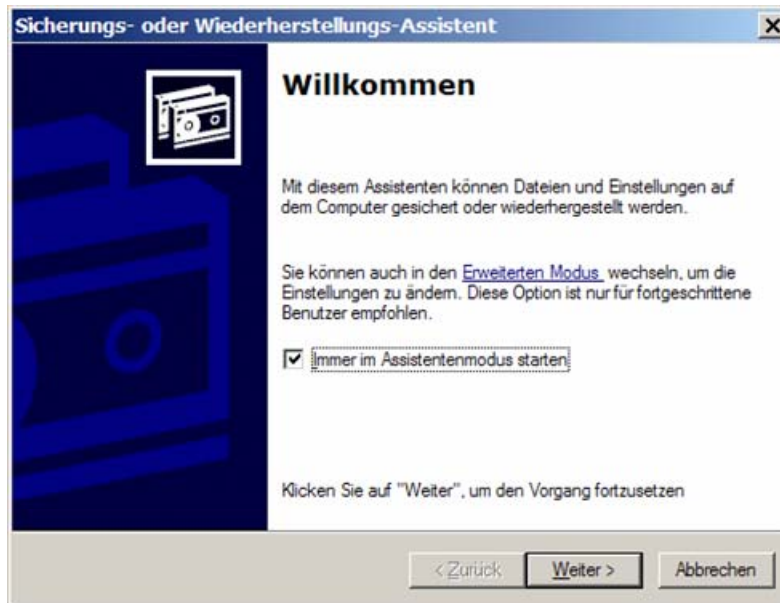 Sicherungs- oder Wiederherstellungs-Assistent
Willkommen
Mit diesem Assistenten können Dateien und Einstellungen auf
dem Computer gesichert oder wiederhergestellt werden.
Sie können auch in den Erweiterten Modus wechseln, um die
Einstellungen zu ändern. Diese Option ist nur für fortgeschrittene
Benutzer empfohlen.
Immer im Assistentenmodus starten
Klicken Sie auf "Weiter", um den Vorgang fortzusetzen
< Zurück Weiter > Abbrechen